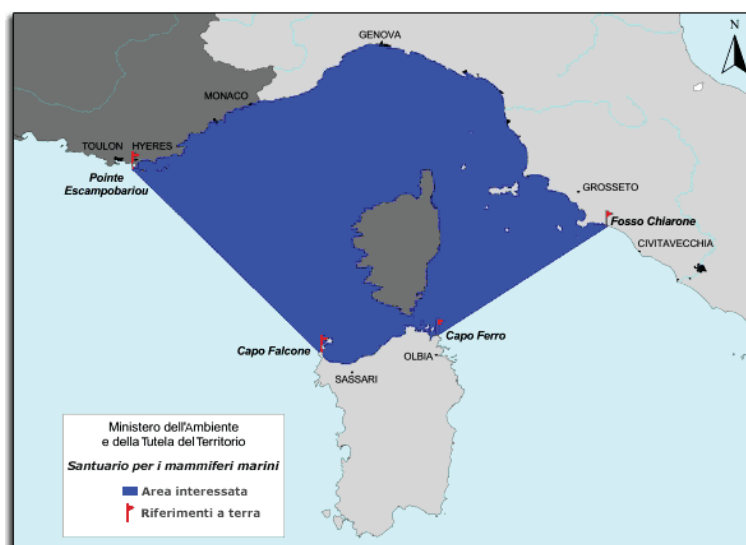 N
GENOVA
MONACO
TOULON HYERES
Pointe
Escampobariou
GROSSETO
Fosso Chiarone
CIVITAVECCHIA
Capo Falcone
Capo Ferro
OLBIA
SASSARI
Ministero dell'Ambiente
e della Tutela del Territorio
Santuario per i mammiferi marini
Area interessata
Riferimenti a terra